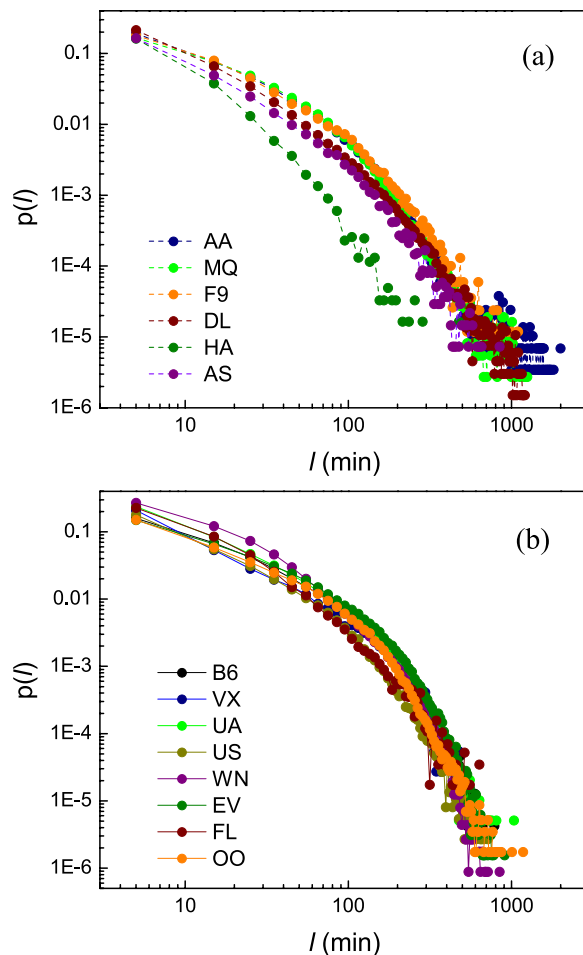 (a)
0.1
0.01
1E-3
1E-4
1E-5
1E-6
p(l)
AA
MQ
F9
DL
HA
AS
10 100 1000
l (min)
(b)
0.1
0.01
1E-3
1E-4
1E-5
1E-6
p(l)
B6
VX
UA
US
WN
EV
FL
OO
10 100 1000
l (min)